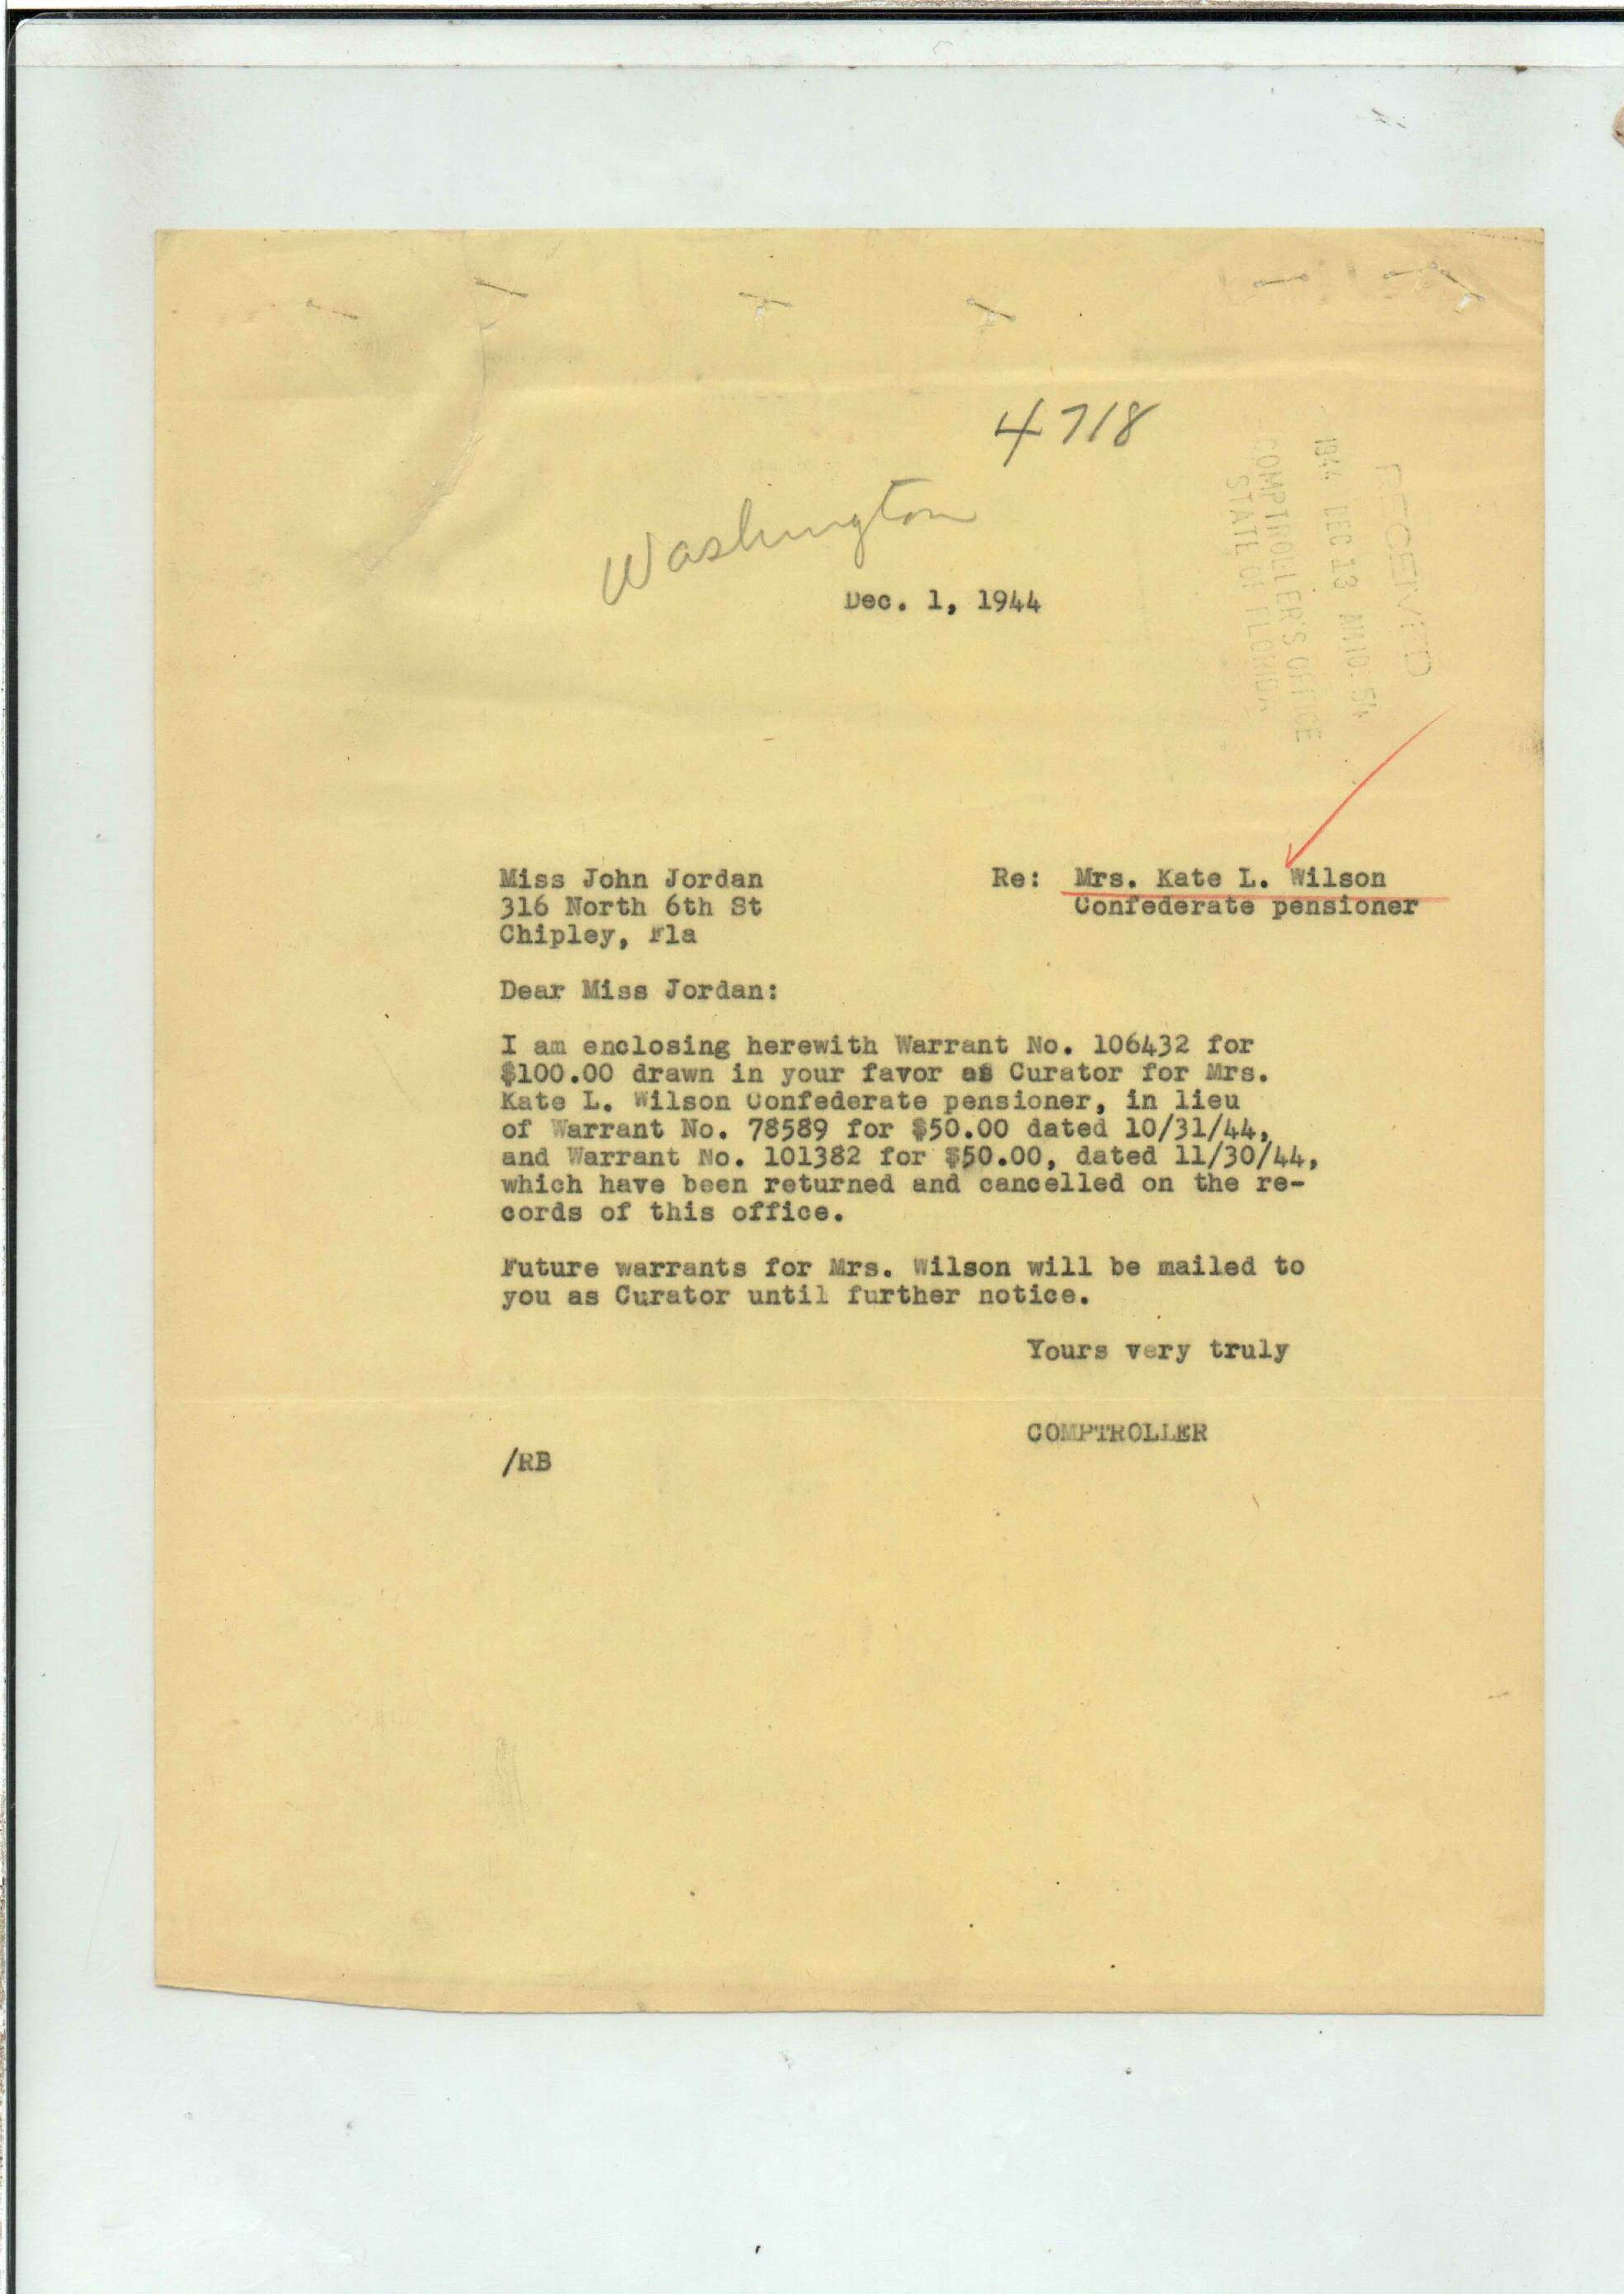 4718
Washington
RECEIVED
1944 DEC 13 AM 10:54
COMPTROLLER'S OFFICE
STATE OF FLORIDA
Dec. 1, 1944
Miss John Jordan
316 North 6th St
Chipley, Fla
Re: Mrs. Kate L. Wilson
Confederate pensioner
Dear Miss Jordan:
I am enclosing herewith Warrant No. 106432 for
$100.00 drawn in your favor as Curator for Mrs.
Kate L. Wilson Confederate pensioner, in lieu
of Warrant No. 78589 for $50.00 dated 10/31/44,
and Warrant No. 101382 for $50.00, dated 11/30/44,
which have been returned and cancelled on the re-
cords of this office.
Future warrants for Mrs. Wilson will be mailed to
you as Curator until further notice.
Yours very truly
COMPTROLLER
/RB